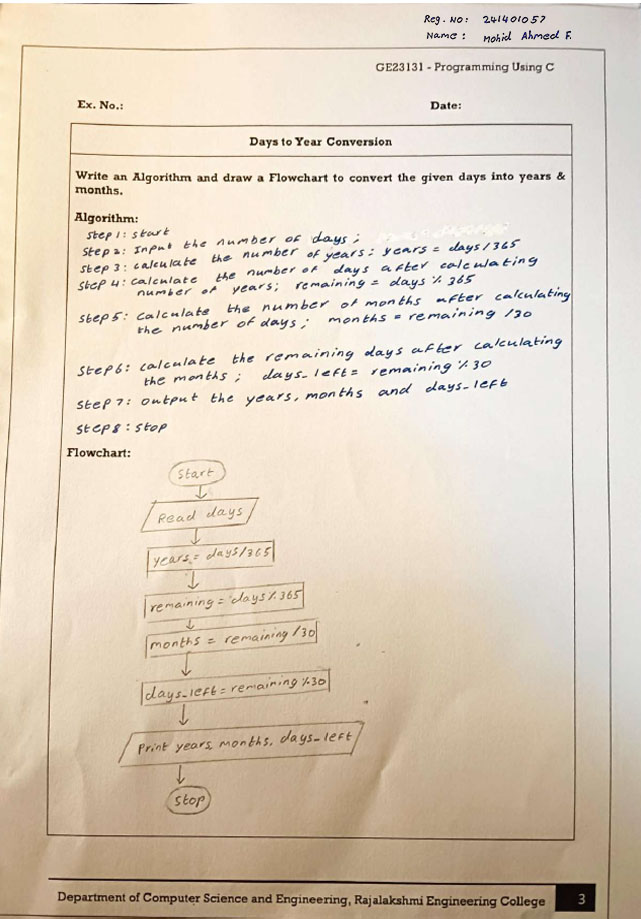 Reg. No: 241401057
Name: Mohid Ahmed F.
GE23131 - Programming Using C
Ex. No.: Date:
Days to Year Conversion
Write an Algorithm and draw a Flowchart to convert the given days into years &
months.
Algorithm:
Step 1: start
Step 2: Input the number of days;
Step 3: calculate the number of years: years = days/365
Step 4: calculate the number of days after calculating
number of years; remaining = days % 365
Step5: Calculate the number of months after calculating
the number of days; months = remaining /30
Step6: calculate the remaining days after calculating
the months; days_left= remaining %30
Step 7: output the years, months and days_left
Step8: stop
Flowchart:
Start
Read days
years = days/365
remaining = days % 365
months = remaining /30
days_left = remaining %30
Print years, months, days_left
Stop
Department of Computer Science and Engineering, Rajalakshmi Engineering College 3